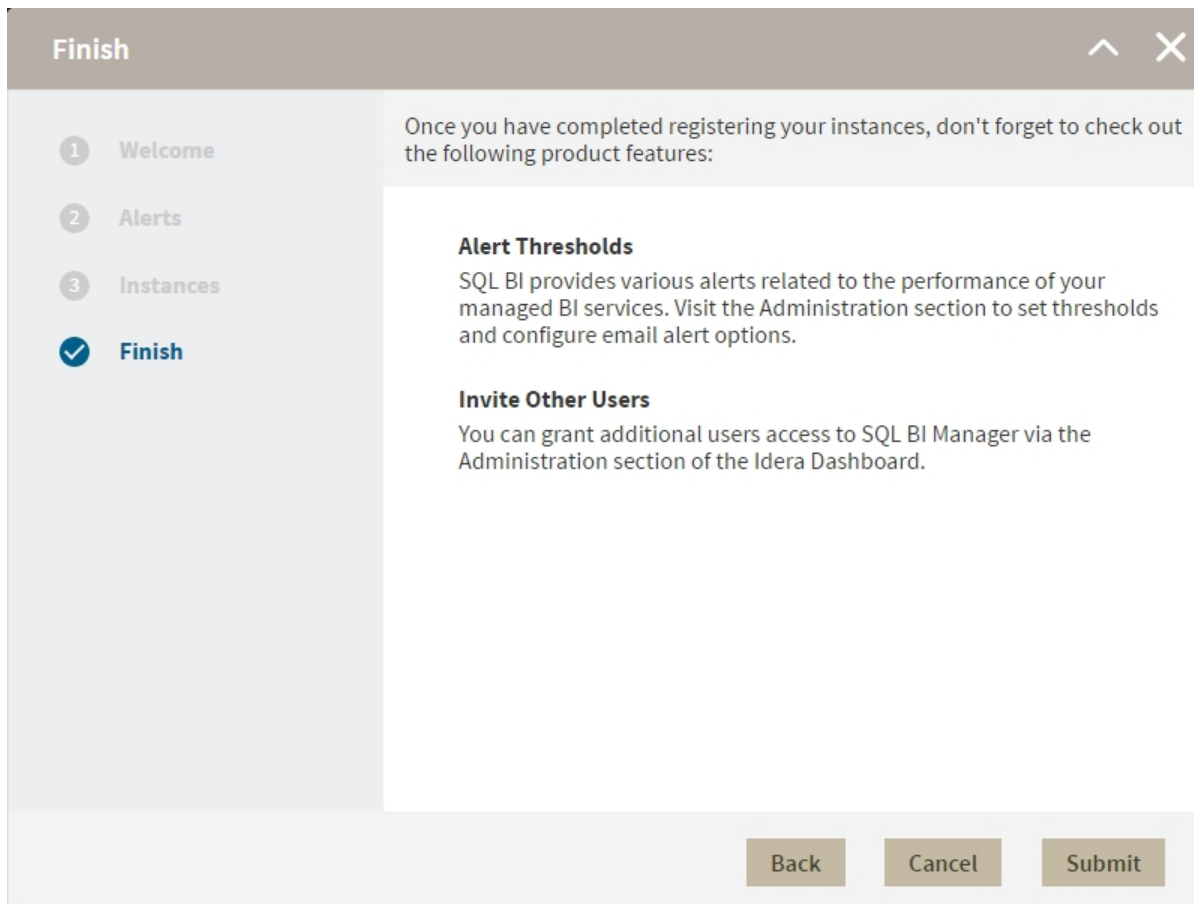 Finish
1 Welcome
2 Alerts
3 Instances
Finish
Once you have completed registering your instances, don't forget to check out
the following product features:
Alert Thresholds
SQL BI provides various alerts related to the performance of your
managed BI services. Visit the Administration section to set thresholds
and configure email alert options.
Invite Other Users
You can grant additional users access to SQL BI Manager via the
Administration section of the Idera Dashboard.
Back Cancel Submit